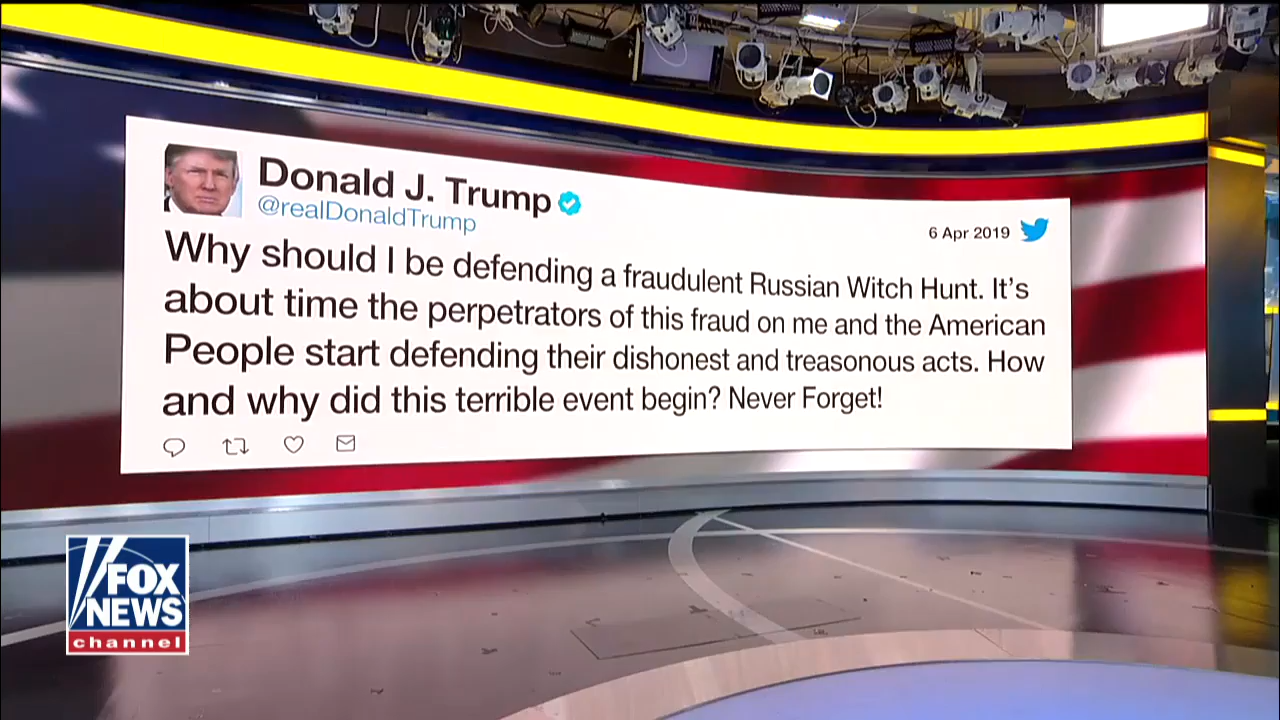 Donald J. Trump
@realDonaldTrump
6 Apr 2019
Why should I be defending a fraudulent Russian Witch Hunt. It's
about time the perpetrators of this fraud on me and the American
People start defending their dishonest and treasonous acts. How
and why did this terrible event begin? Never Forget!
FOX
NEWS
channel